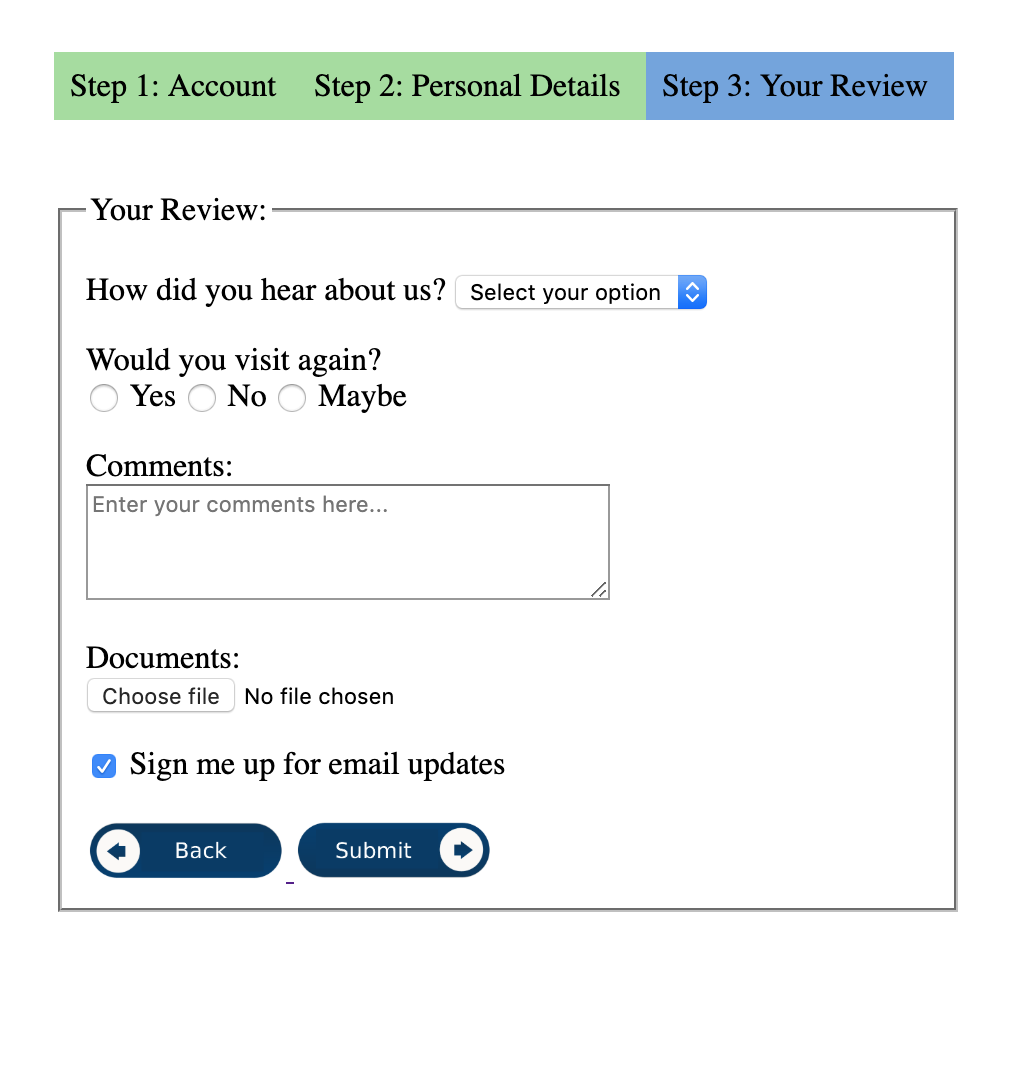 Step 1: Account Step 2: Personal Details Step 3: Your Review
Your Review:
How did you hear about us? Select your option
Would you visit again?
Yes No Maybe
Comments:
Enter your comments here...
Documents:
Choose file No file chosen
Sign me up for email updates
Back Submit